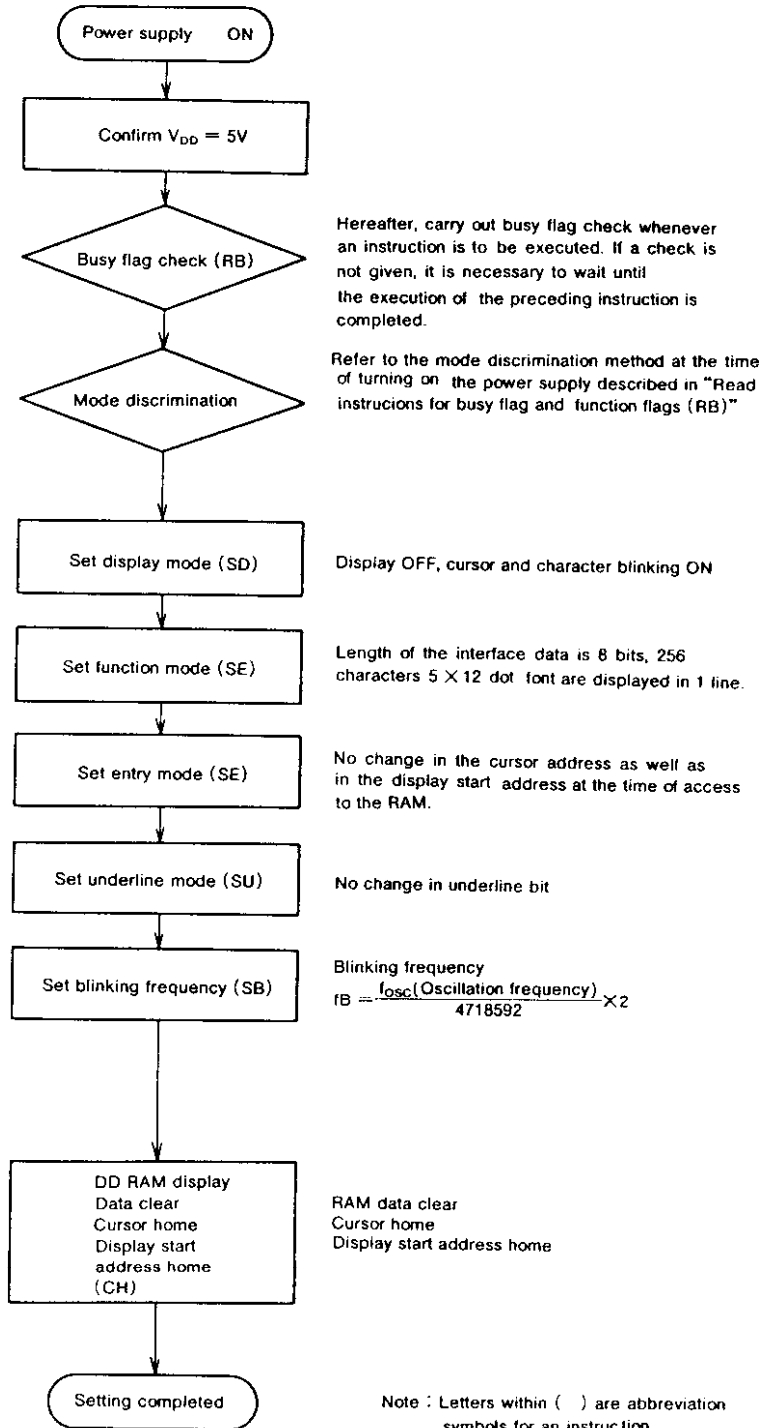 Power supply ON
Confirm VDD = 5V
Busy flag check (RB)
Hereafter, carry out busy flag check whenever
an instruction is to be executed. If a check is
not given, it is necessary to wait until
the execution of the preceding instruction is
completed.
Mode discrimination
Refer to the mode discrimination method at the time
of turning on the power supply described in "Read
instrucions for busy flag and function flags (RB)"
Set display mode (SD)
Display OFF, cursor and character blinking ON
Set function mode (SE)
Length of the interface data is 8 bits, 256
characters 5 × 12 dot font are displayed in 1 line.
Set entry mode (SE)
No change in the cursor address as well as
in the display start address at the time of access
to the RAM.
Set underline mode (SU)
No change in underline bit
Set blinking frequency (SB)
Blinking frequency
fB = fosc(Oscillation frequency) / 4718592 ×2
DD RAM display
Data clear
Cursor home
Display start
address home
(CH)
RAM data clear
Cursor home
Display start address home
Setting completed
Note : Letters within ( ) are abbreviation
symbols for an instruction